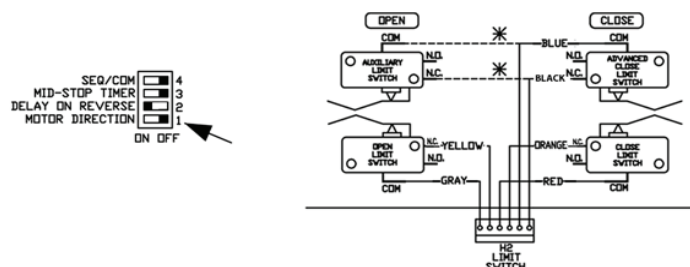 SEQ/COM 4
MID-STOP TIMER 3
DELAY ON REVERSE 2
MOTOR DIRECTION 1
ON OFF
OPEN
CLOSE
COM
COM
BLUE
N.O.
N.O.
AUXILIARY
LIMIT
SWITCH
ADVANCED
CLOSE LIMIT
SWITCH
N.C.
BLACK
N.C.
OPEN
LIMIT
SWITCH
N.C.
YELLOW
ORANGE
N.C.
CLOSE
LIMIT
SWITCH
N.O.
N.O.
COM
GRAY
RED
COM
H2
LIMIT
SWITCH